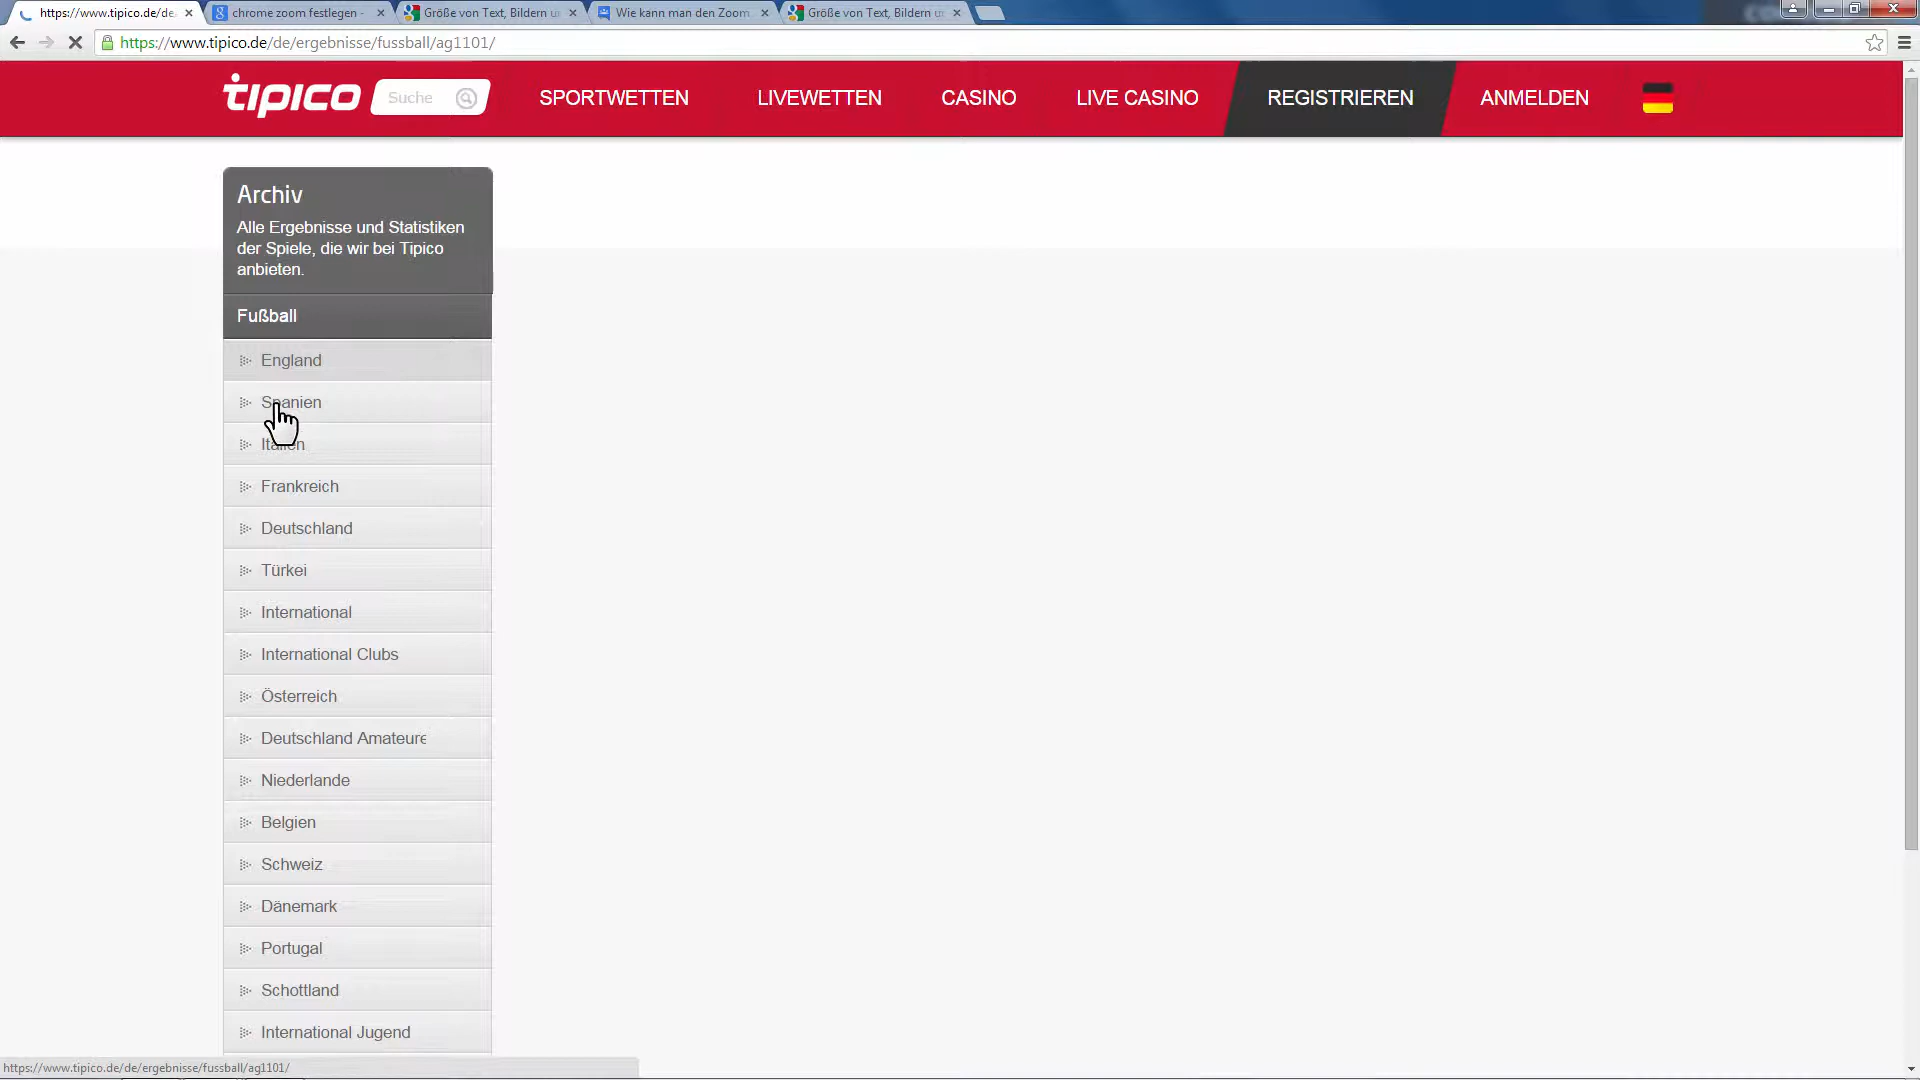 https://www.tipico.de/de
chrome zoom festlegen -
Größe von Text, Bildern u
Wie kann man den Zoom
Größe von Text, Bildern u
https://www.tipico.de/de/ergebnisse/fussball/ag1101/
tipico
Suche
SPORTWETTEN
LIVEWETTEN
CASINO
LIVE CASINO
REGISTRIEREN
ANMELDEN
Archiv
Alle Ergebnisse und Statistiken
der Spiele, die wir bei Tipico
anbieten.
Fußball
England
Spanien
Italien
Frankreich
Deutschland
Türkei
International
International Clubs
Österreich
Deutschland Amateure
Niederlande
Belgien
Schweiz
Dänemark
Portugal
Schottland
International Jugend
https://www.tipico.de/de/ergebnisse/fussball/ag1101/